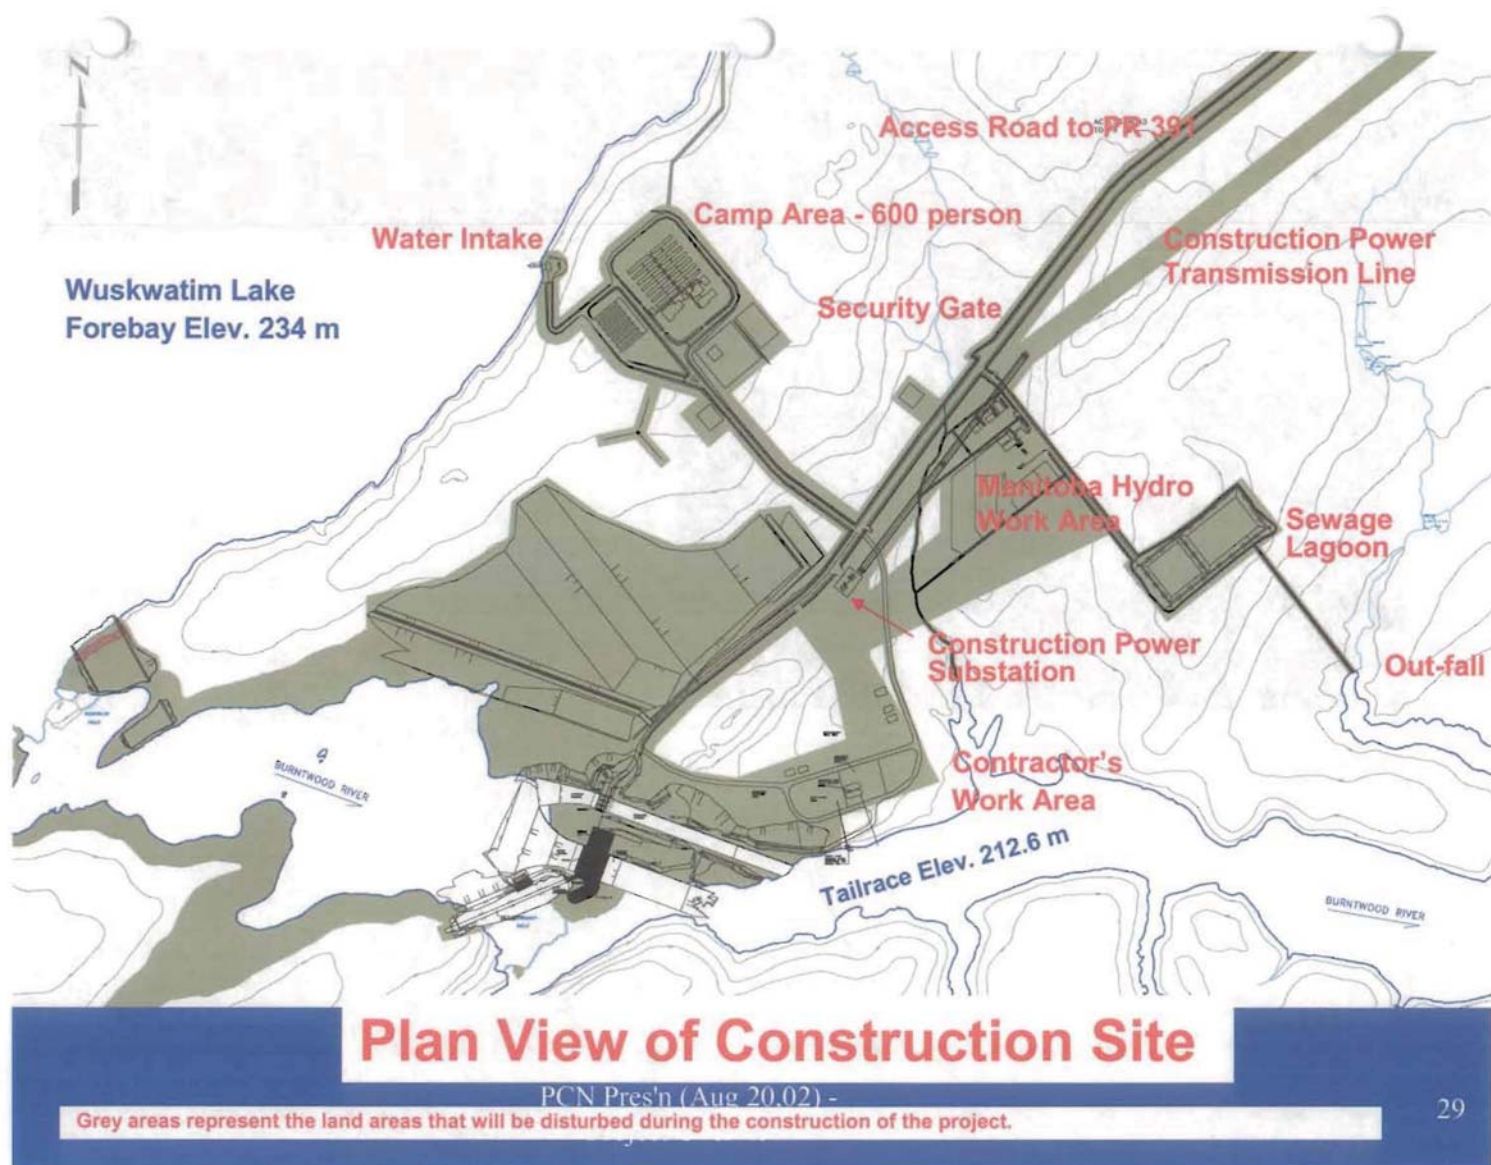 N
Access Road to PR 391
Camp Area - 600 person
Water Intake
Construction Power
Transmission Line
Wuskwatim Lake
Forebay Elev. 234 m
Security Gate
Manitoba Hydro
Work Area
Sewage
Lagoon
Construction Power
Substation
Out-fall
BURNTWOOD RIVER
Contractor's
Work Area
Tailrace Elev. 212.6 m
BURNTWOOD RIVER
Plan View of Construction Site
PCN Pres'n (Aug 20,02) -
29
Grey areas represent the land areas that will be disturbed during the construction of the project.